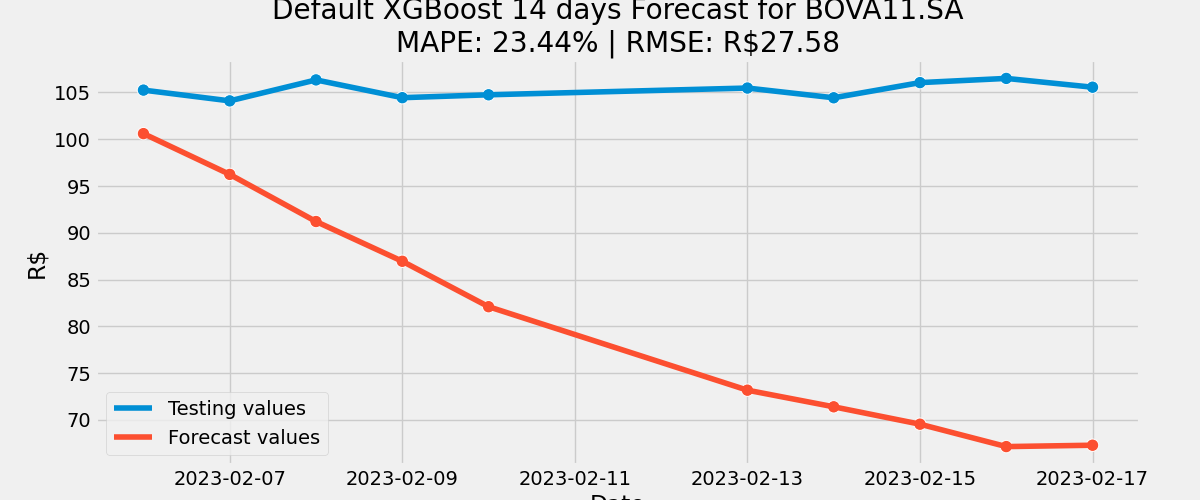 Default XGBoost 14 days Forecast for BOVA11.SA
MAPE: 23.44% | RMSE: R$27.58
105
100
95
90
85
80
75
70
R$
Testing values
Forecast values
2023-02-07
2023-02-09
2023-02-11
2023-02-13
2023-02-15
2023-02-17
Date